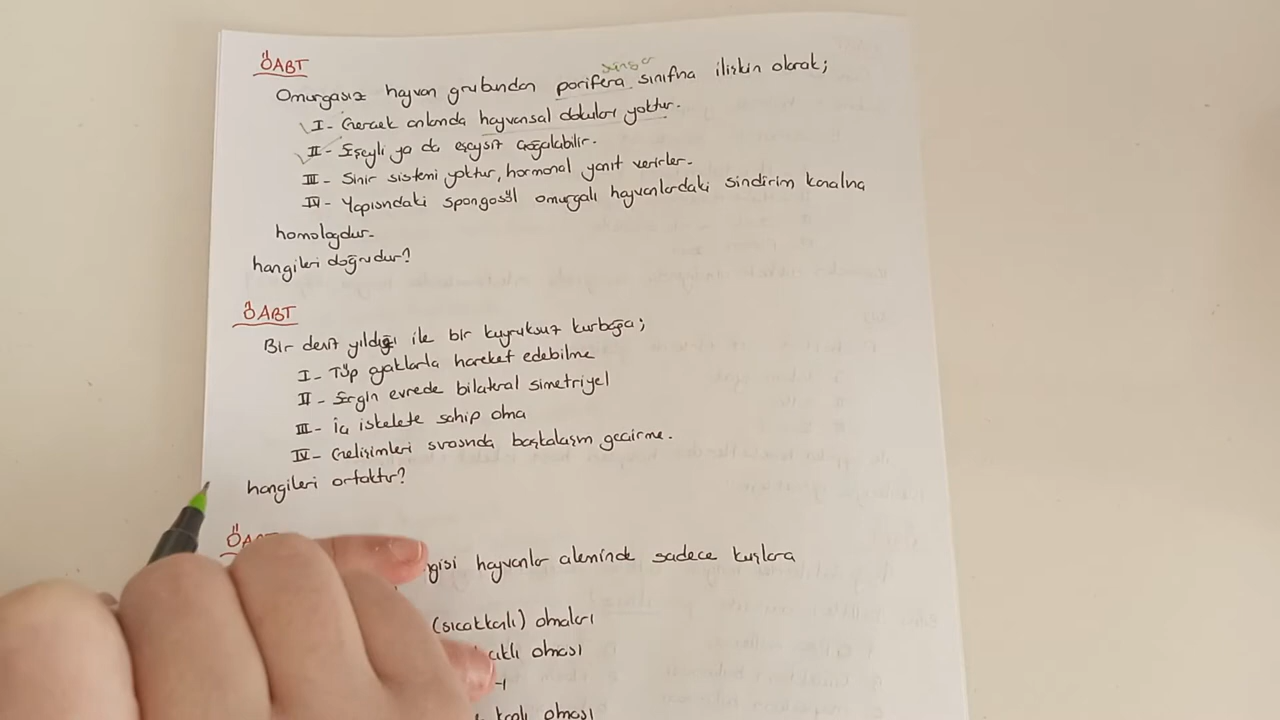 ÖABT
sünger
Omurgasız hayvan grubundan porifera sınıfına ilişkin olarak;
I- Gerçek anlamda hayvansal dokuları yoktur.
II- Eşeyli ya da eşeysiz çoğalabilir.
III- Sinir sistemi yoktur, hormonal yanıt verirler.
IV- Yapısındaki spongosöl omurgalı hayvanlardaki sindirim kanalına
homologdur.
hangileri doğrudur?
ÖABT
Bir deniz yıldızı ile bir kuyruksuz kurbağa;
I- Tüp ayaklarla hareket edebilme
II- Ergin evrede bilateral simetriyel
III- İç iskelete sahip olma
IV- Gelişimleri sırasında başkalaşım geçirme.
hangileri ortaktır?
ÖABT
gisi hayvanlar aleminde sadece kuşlara
(sıcakkanlı) olmaları
olması
olması